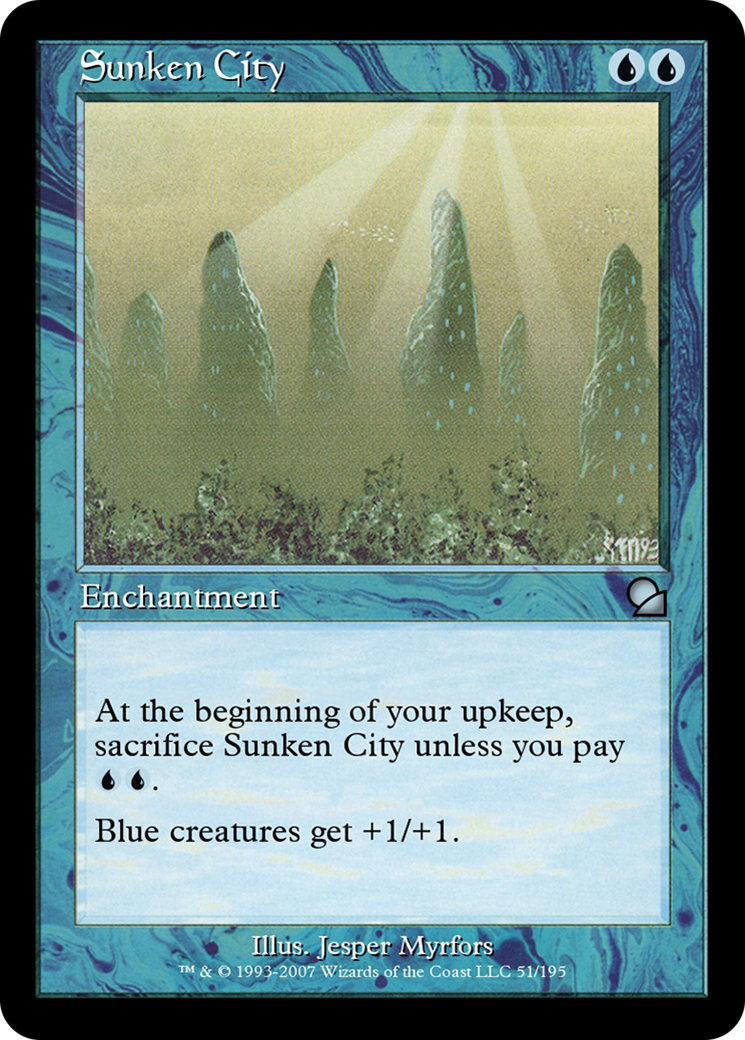 Sunken City
Enchantment
At the beginning of your upkeep,
sacrifice Sunken City unless you pay
.
Blue creatures get +1/+1.
Illus. Jesper Myrfors
™ & © 1993-2007 Wizards of the Coast LLC 51/195